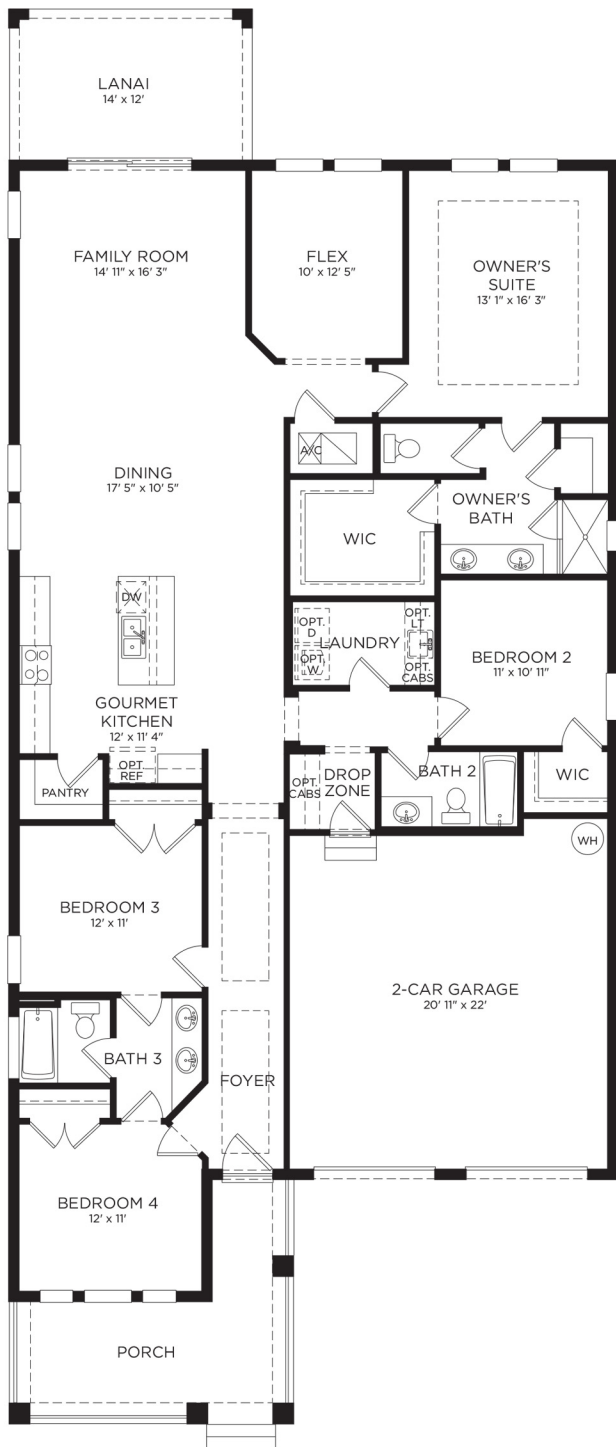 LANAI
14' x 12'
FAMILY ROOM
14' 11" x 16' 3"
FLEX
10' x 12' 5"
OWNER'S
SUITE
13' 1" x 16' 3"
A/C
DINING
17' 5" x 10' 5"
WIC
OWNER'S
BATH
DW
OPT.
D
OPT.
W
LAUNDRY
OPT.
LT
OPT.
CABS
BEDROOM 2
11' x 10' 11"
GOURMET
KITCHEN
12' x 11' 4"
OPT.
REF
PANTRY
OPT.
CABS
DROP
ZONE
BATH 2
WIC
WH
BEDROOM 3
12' x 11'
2-CAR GARAGE
20' 11" x 22'
BATH 3
FOYER
BEDROOM 4
12' x 11'
PORCH